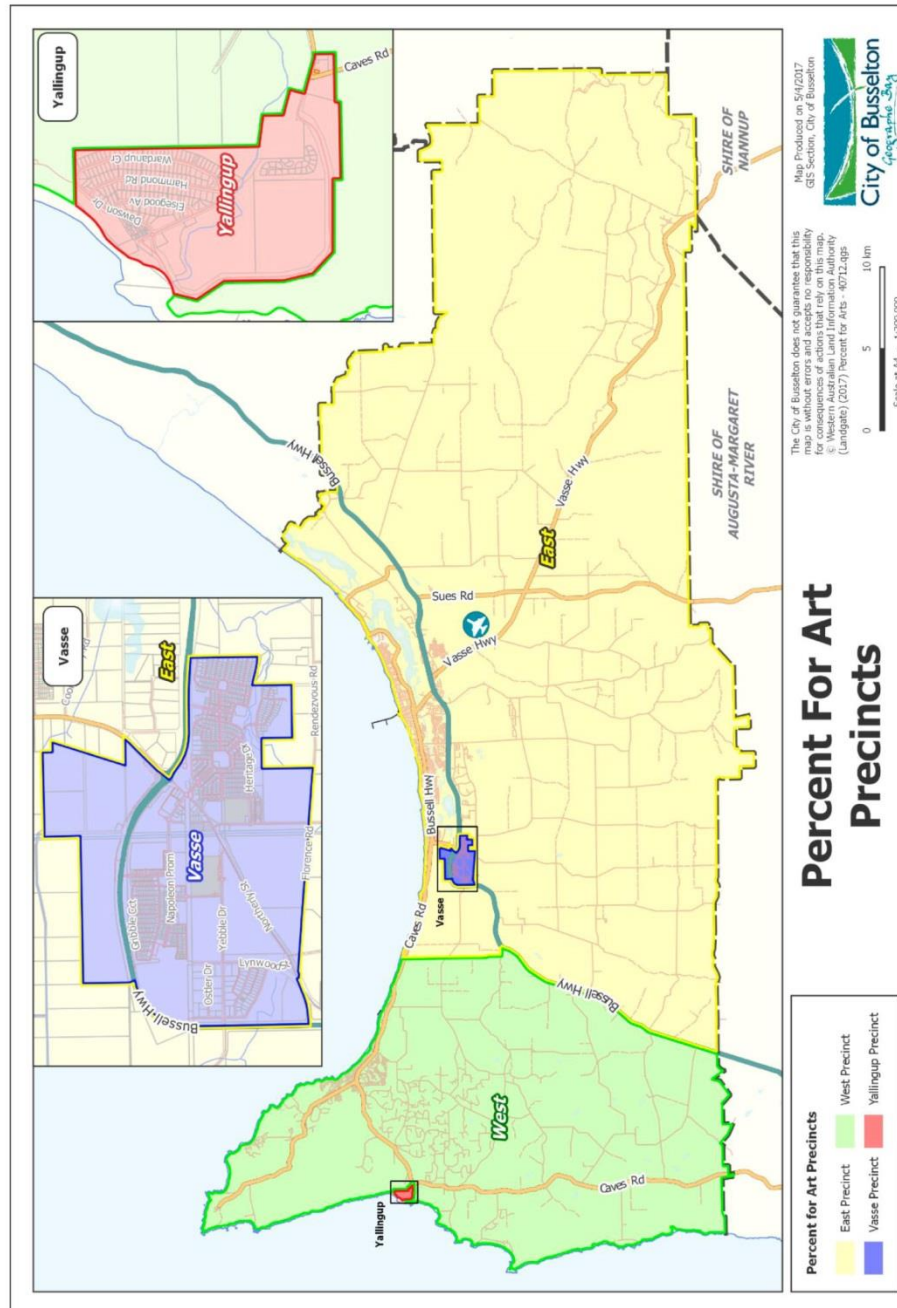 Yallingup
Caves Rd
Wardanup Cr
Hammond Rd
Elsegood Av
Dawson Dr
Yallingup
Vasse
East
Rendezvous Rd
Heritage Dr
Florence Rd
Vasse
Gribble Cct
Napoleon Prom
Yebble Dr
Northerly St
Ostler Dr
Bussell Hwy
Bussell Hwy
Bussell Hwy
Caves Rd
Vasse
Sues Rd
Vasse Hwy
Vasse Hwy
East
Bussell Hwy
West
Caves Rd
Yallingup
SHIRE OF
NANNUP
SHIRE OF
AUGUSTA-MARGARET
RIVER
Percent for Art Precincts
East Precinct
West Precinct
Vasse Precinct
Yallingup Precinct
Percent For Art
Precincts
The City of Busselton does not guarantee that this
map is without errors and accepts no responsibility
for consequences of actions that rely on this map.
© Western Australian Land Information Authority
(Landgate) (2017) Percent for Arts - 40712.qgs
0 5 10 km
Map Produced on 5/4/2017
GIS Section, City of Busselton
City of Busselton
Geographe Bay